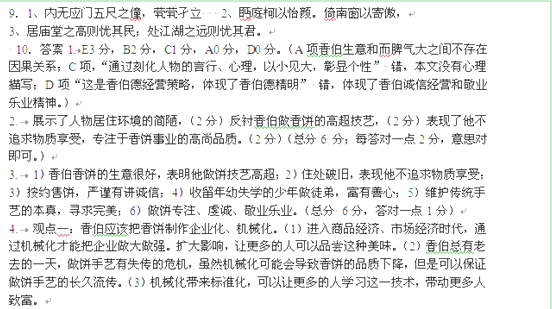 9．1、内无应门五尺之僮，茕茕孑立···2、眄庭柯以怡颜。倚南窗以寄傲，
3、居庙堂之高则忧其民；处江湖之远则忧其君。
·10．答案 1→E3 分，B2 分，C1 分，A0 分，D0 分。（A 项香伯生意和而脾气大之间不存在
因果关系；C 项，“通过刻化人物的言行、心理，以小见大，彰显个性”·错，本文没有心理
描写；D 项“这是香伯德经营策略，体现了香伯德精明”·错，体现了香伯诚信经营和敬业
乐业精神。）
2.→展示了人物居住环境的简陋，（2 分）反衬香伯做香饼的高超技艺，（2 分）表现了他不
追求物质享受，专注于香饼事业的高尚品质。（2 分）（总分 6 分；每答对一点 2 分，意思对
即可。）
3.→1）香伯香饼的生意很好，表明他做饼技艺高超；2）住处破旧，表现他不追求物质享受；
3）按约售饼，严谨有讲诚信；4）收留年幼失学的少年做徒弟，富有善心；5）维护传统手
艺的本真，寻求完美；6）做饼专注、虔诚、敬业乐业。（总分·6 分，答对一点 1 分）
4.→观点一：香伯应该把香饼制作企业化、机械化。（1）进入商品经济、市场经济时代，通
过机械化才能把企业做大做强。扩大影响，让更多的人可以品尝这种美味。（2）香伯总有老
去的一天，做饼手艺有失传的危机，虽然机械化可能会导致香饼的品质下降，但是可以保证
做饼手艺的长久流传。（3）机械化带来标准化，可以让更多的人学习这一技术，带动更多人
致富。